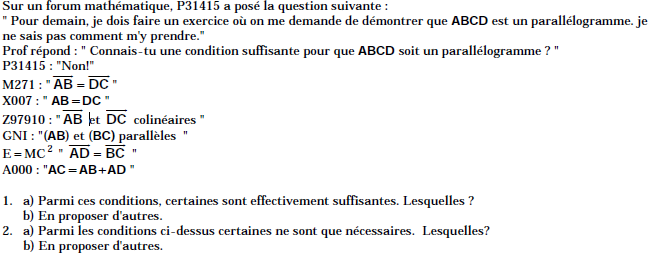 Sur un forum mathématique, P31415 a posé la question suivante :
" Pour demain, je dois faire un exercice où on me demande de démontrer que ABCD est un parallélogramme. je
ne sais pas comment m'y prendre."
Prof répond : " Connais-tu une condition suffisante pour que ABCD soit un parallélogramme ? "
P31415 : "Non!"
M271 : " $\overrightarrow{AB}$ = $\overrightarrow{DC}$ "
X007 : " AB=DC "
Z97910 : " $\overrightarrow{AB}$ et $\overrightarrow{DC}$ colinéaires "
GNI : "(AB) et (BC) parallèles "
E=MC² " $\overrightarrow{AD}$ = $\overrightarrow{BC}$ "
A000 : "AC=AB+AD "
1. a) Parmi ces conditions, certaines sont effectivement suffisantes. Lesquelles ?
b) En proposer d'autres.
2. a) Parmi les conditions ci-dessus certaines ne sont que nécessaires. Lesquelles?
b) En proposer d'autres.